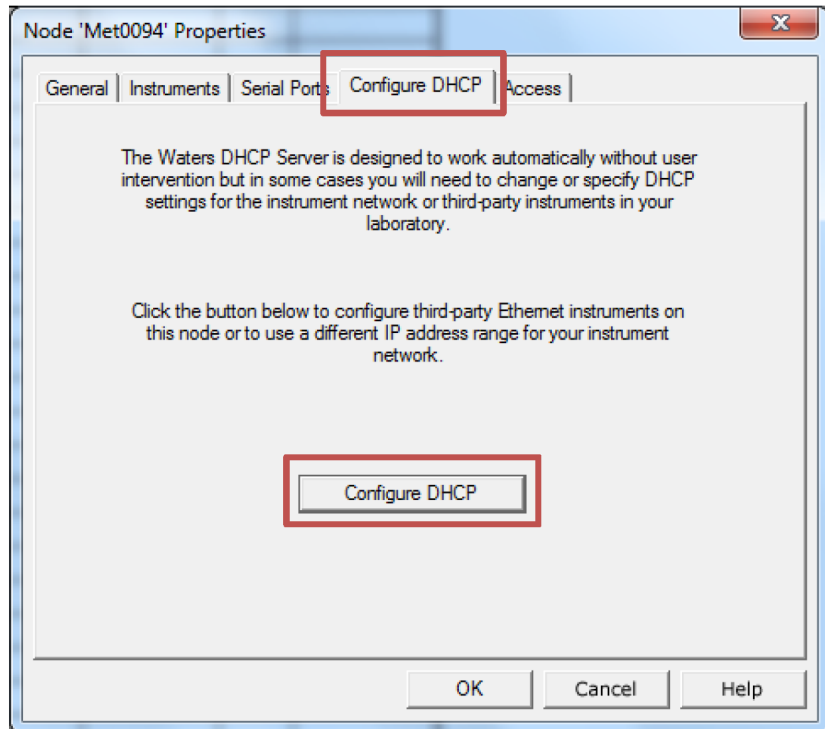 Node 'Met0094' Properties
X
General Instruments Serial Ports Configure DHCP Access
The Waters DHCP Server is designed to work automatically without user
intervention but in some cases you will need to change or specify DHCP
settings for the instrument network or third-party instruments in your
laboratory.
Click the button below to configure third-party Ethernet instruments on
this node or to use a different IP address range for your instrument
network.
Configure DHCP
OK Cancel Help